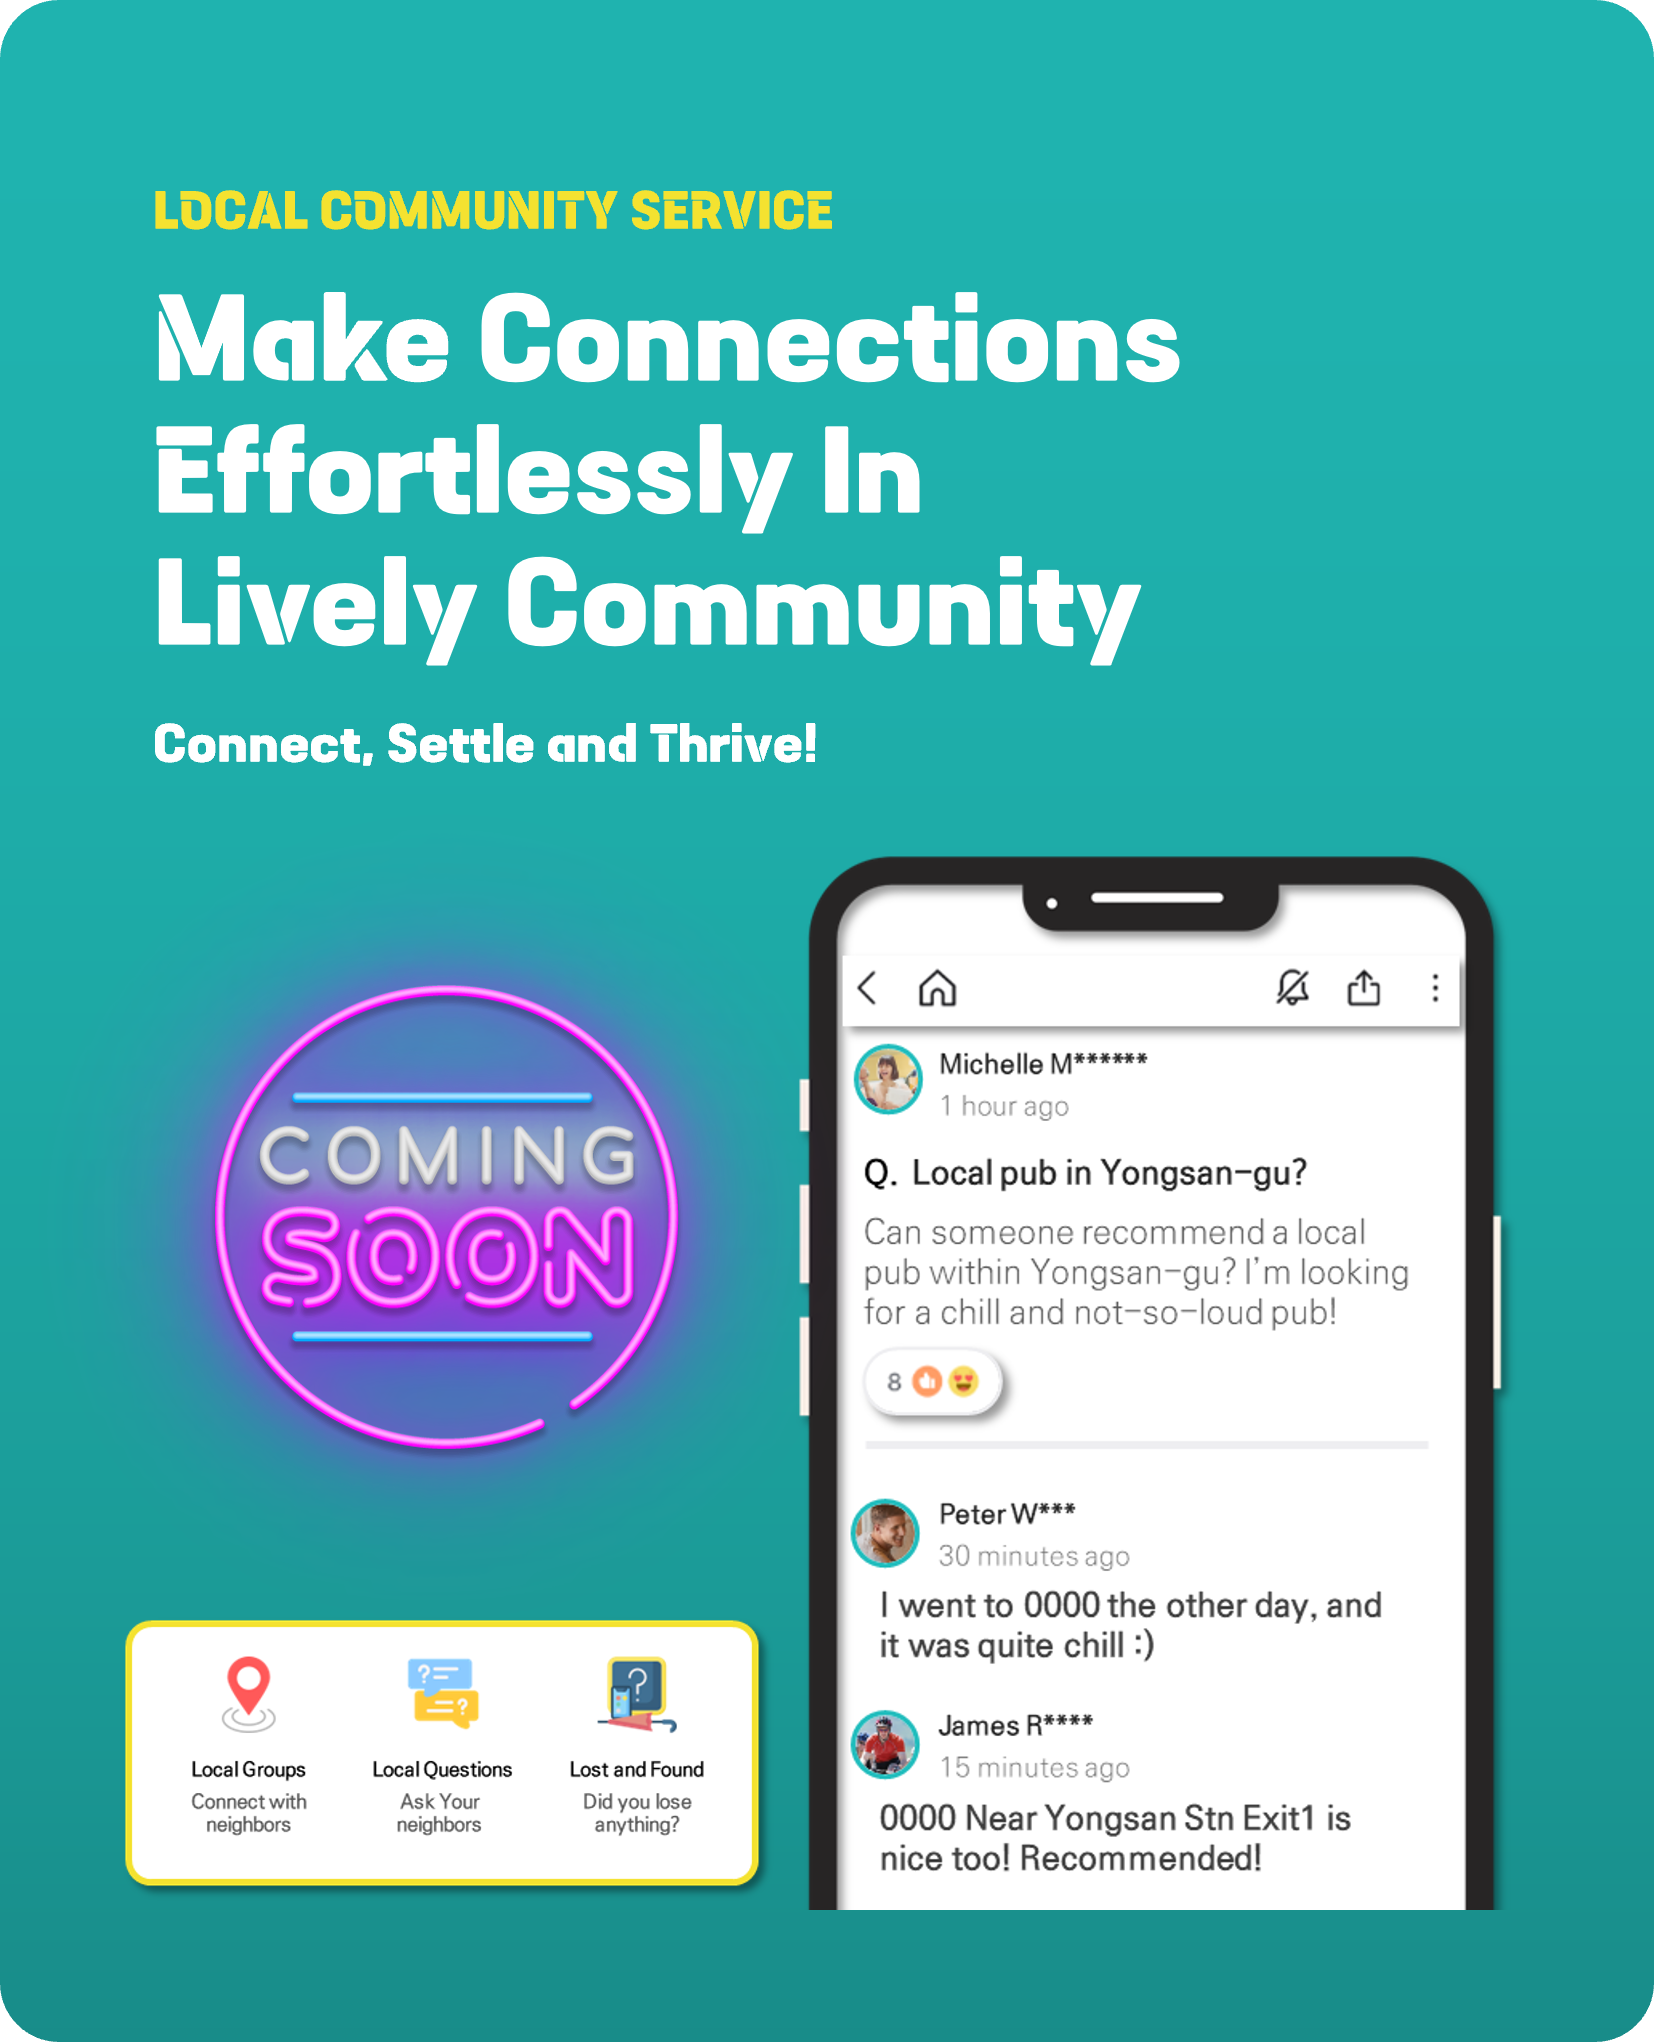 LOCAL COMMUNITY SERVICE
Make Connections
Effortlessly In
Lively Community
Connect, Settle and Thrive!
COMING
SOON
Local Groups
Connect with
neighbors
Local Questions
Ask Your
neighbors
Lost and Found
Did you lose
anything?
Michelle M******
1 hour ago
Q. Local pub in Yongsan-gu?
Can someone recommend a local
pub within Yongsan-gu? I'm looking
for a chill and not-so-loud pub!
8
Peter W***
30 minutes ago
I went to 0000 the other day, and
it was quite chill :)
James R****
15 minutes ago
0000 Near Yongsan Stn Exit1 is
nice too! Recommended!